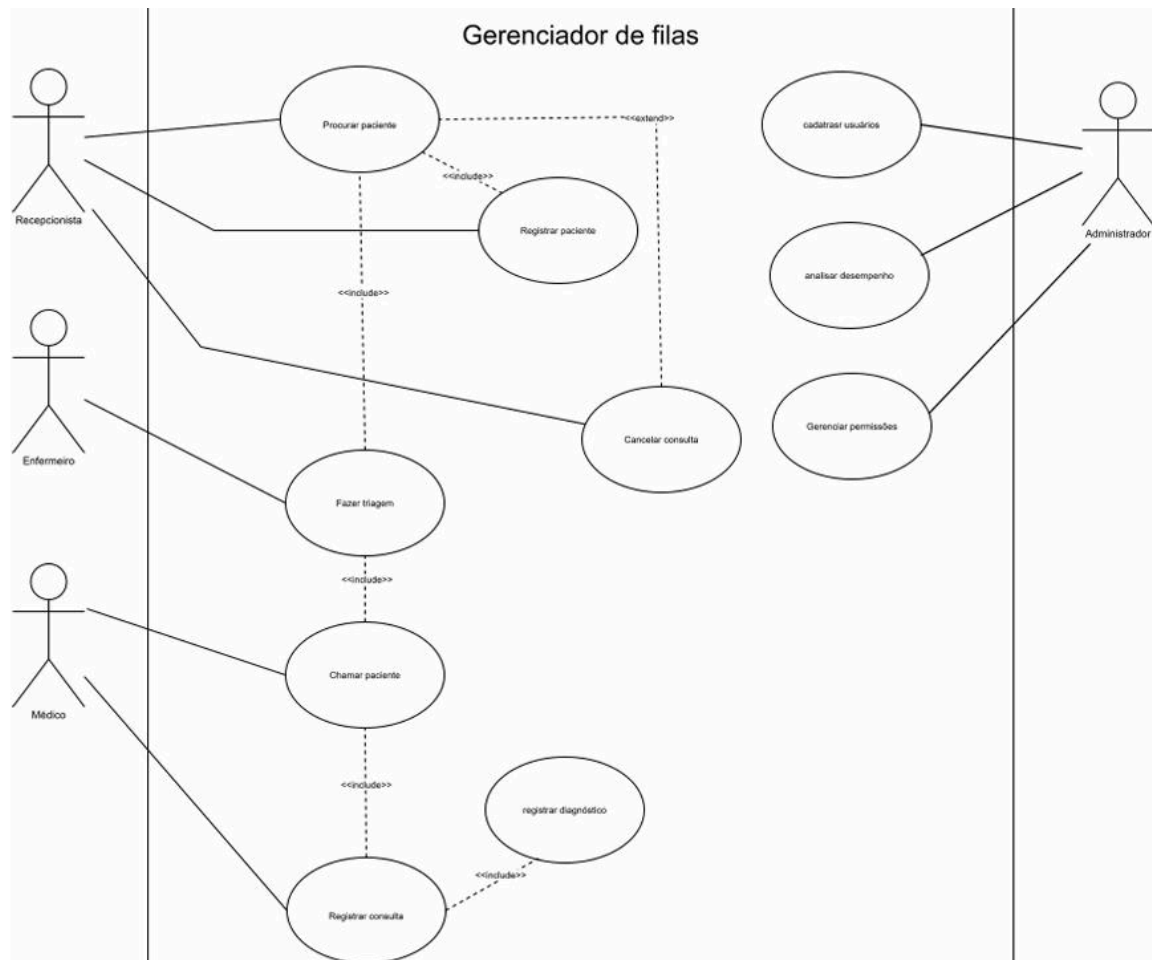 Gerenciador de filas
Procurar paciente
<<extend>>
cadatrasr usuários
<<include>>
Recepcionista
Registrar paciente
Administrador
analisar desempenho
<<include>>
Cancelar consulta
Gerenciar permissões
Enfermeiro
Fazer triagem
<<include>>
Chamar paciente
Médico
<<include>>
registrar diagnóstico
<<include>>
Registrar consulta